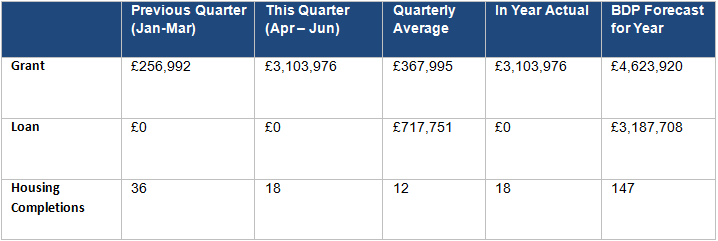 Previous Quarter This Quarter Quarterly In Year Actual BDP Forecast
(Jan-Mar) (Apr – Jun) Average for Year
Grant £256,992 £3,103,976 £367,995 £3,103,976 £4,623,920
Loan £0 £0 £717,751 £0 £3,187,708
Housing 36 18 12 18 147
Completions